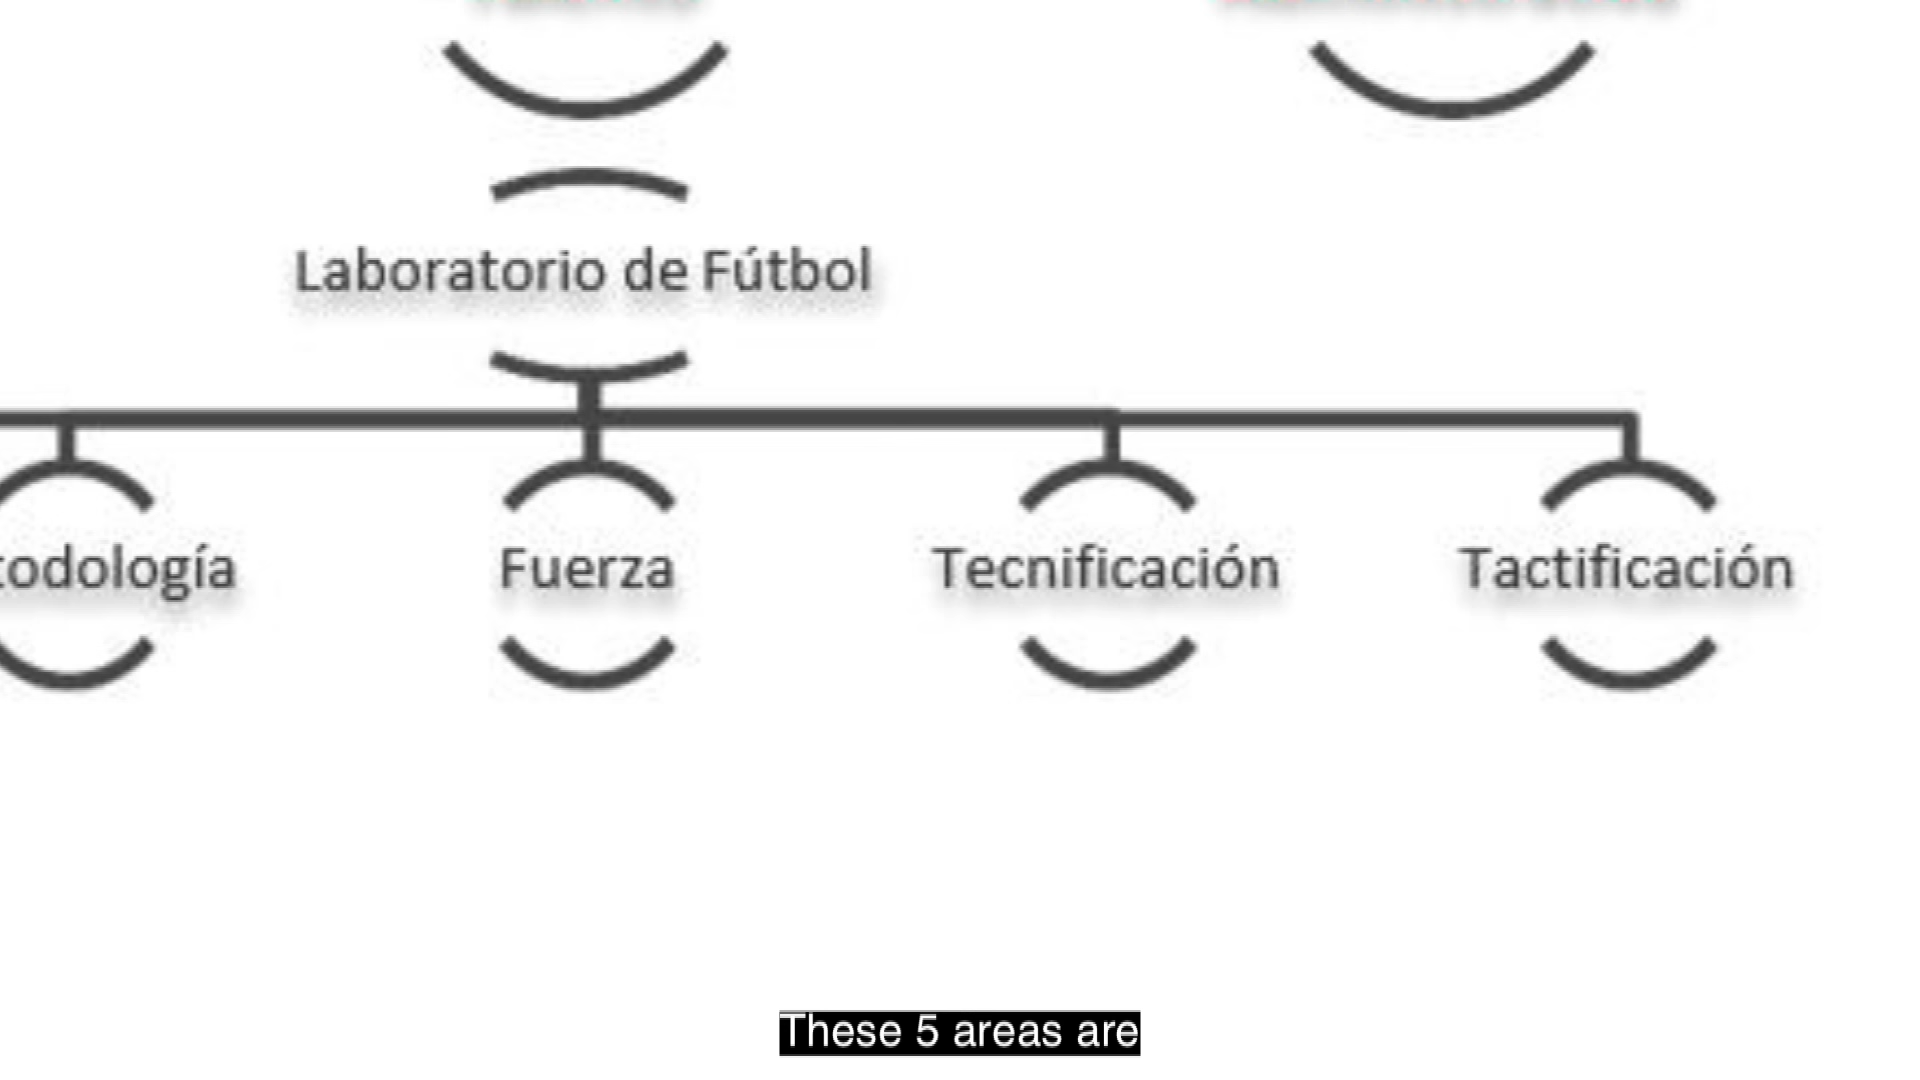 Laboratorio de Fútbol
todología Fuerza Tecnificación Tactificación
These 5 areas are